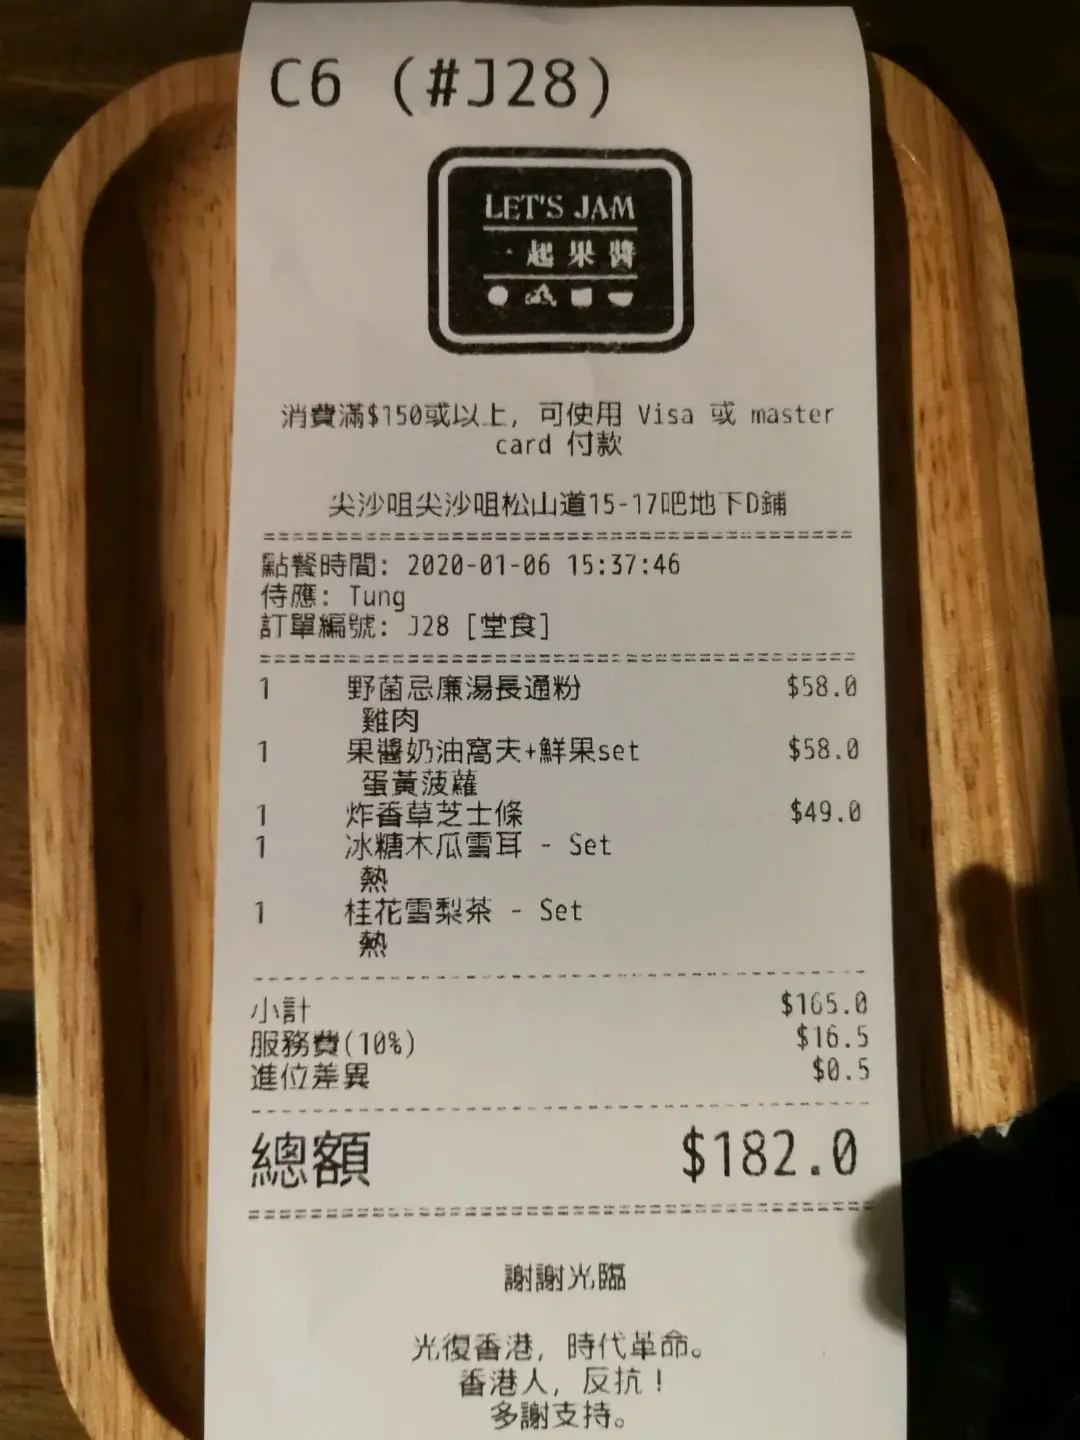 C6 (#J28)
LET'S JAM
一起果醬
消費滿$150或以上, 可使用 Visa 或 master
card 付款
尖沙咀尖沙咀松山道15-17吧地下D鋪
點餐時間: 2020-01-06 15:37:46
侍應: Tung
訂單編號: J28 [堂食]
1 野菌忌廉湯長通粉 $58.0
雞肉
1 果醬奶油窩夫+鮮果set $58.0
蛋黃菠蘿
1 炸香草芝士條 $49.0
1 冰糖木瓜雪耳 - Set
熱
1 桂花雪梨茶 - Set
熱
小計 $165.0
服務費(10%) $16.5
進位差異 $0.5
總額 $182.0
謝謝光臨
光復香港, 時代革命。
香港人, 反抗!
多謝支持。